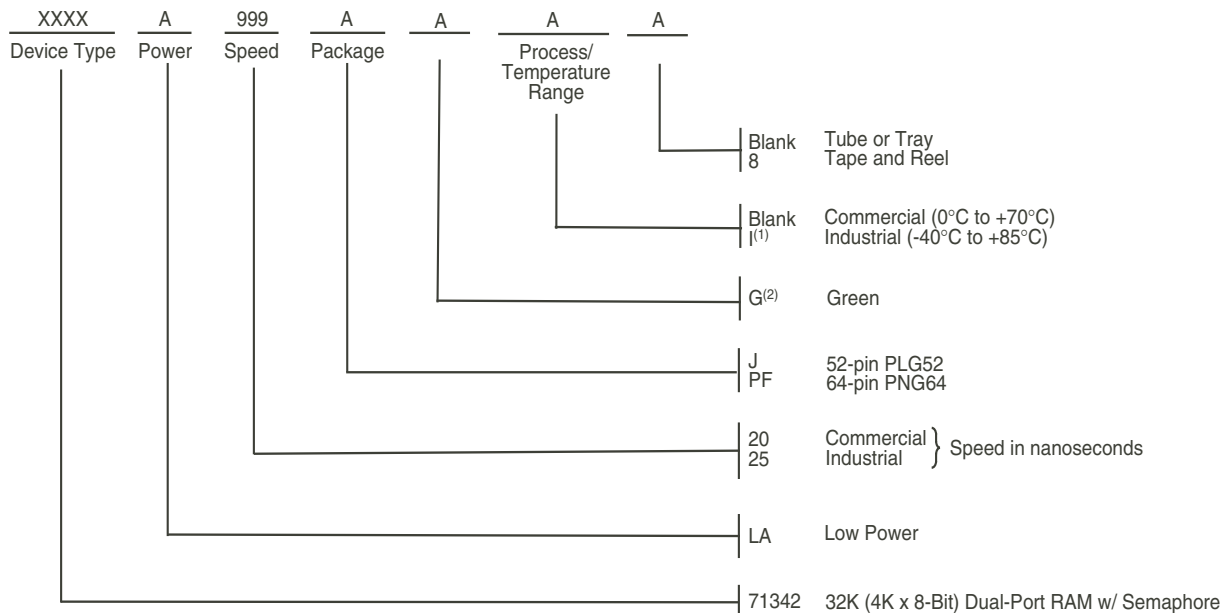 XXXX A 999 A A A A
Device Type Power Speed Package Process/
Temperature
Range
Blank Tube or Tray
8 Tape and Reel
Blank Commercial (0°C to +70°C)
I(1) Industrial (-40°C to +85°C)
G(2) Green
J 52-pin PLG52
PF 64-pin PNG64
20 Commercial
25 Industrial } Speed in nanoseconds
LA Low Power
71342 32K (4K x 8-Bit) Dual-Port RAM w/ Semaphore